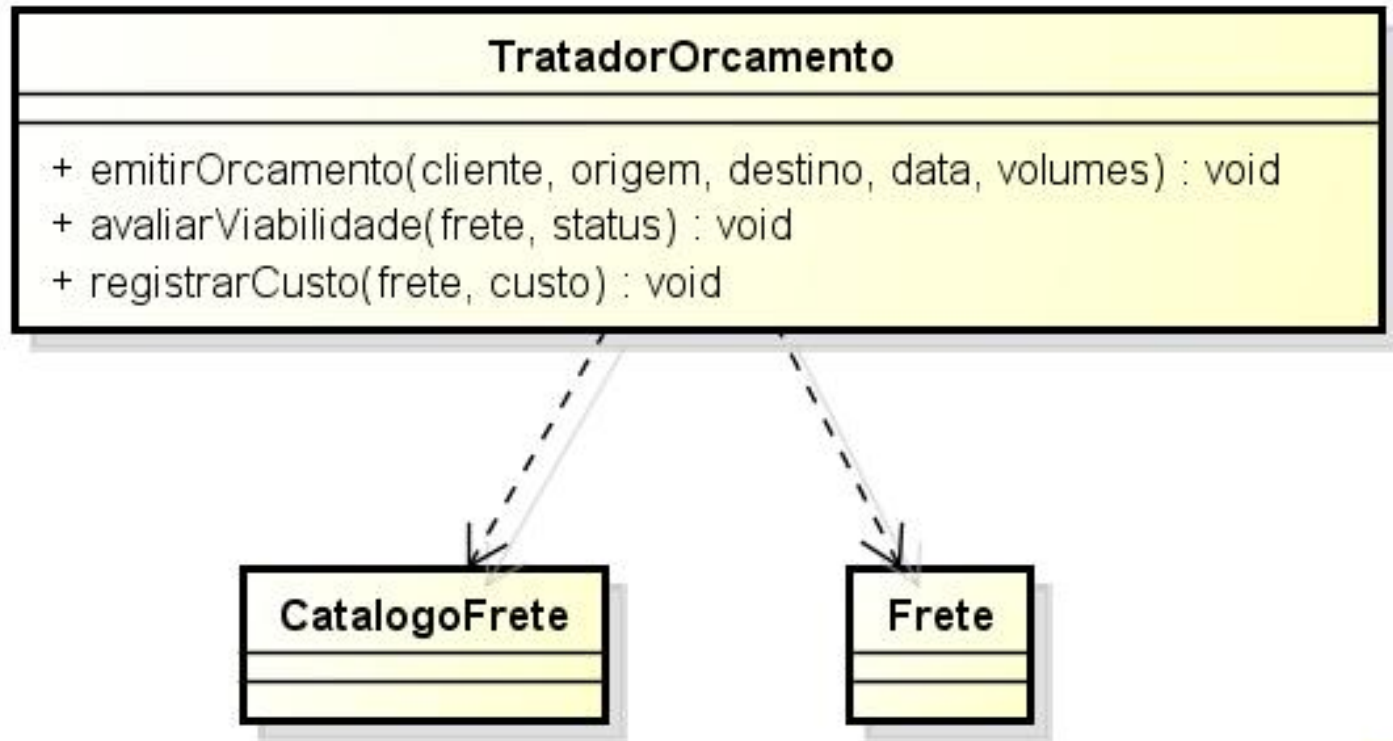 TratadorOrcamento
+ emitirOrcamento(cliente, origem, destino, data, volumes) : void
+ avaliarViabilidade(frete, status) : void
+ registrarCusto(frete, custo) : void
CatalogoFrete
Frete